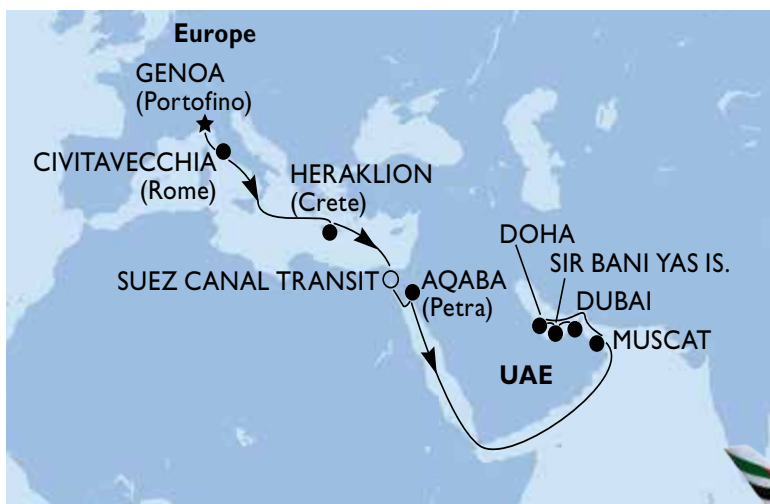 Europe
GENOA
(Portofino)
CIVITAVECCHIA
(Rome)
HERAKLION
(Crete)
SUEZ CANAL TRANSIT
AQABA
(Petra)
DOHA
SIR BANI YAS IS.
DUBAI
MUSCAT
UAE